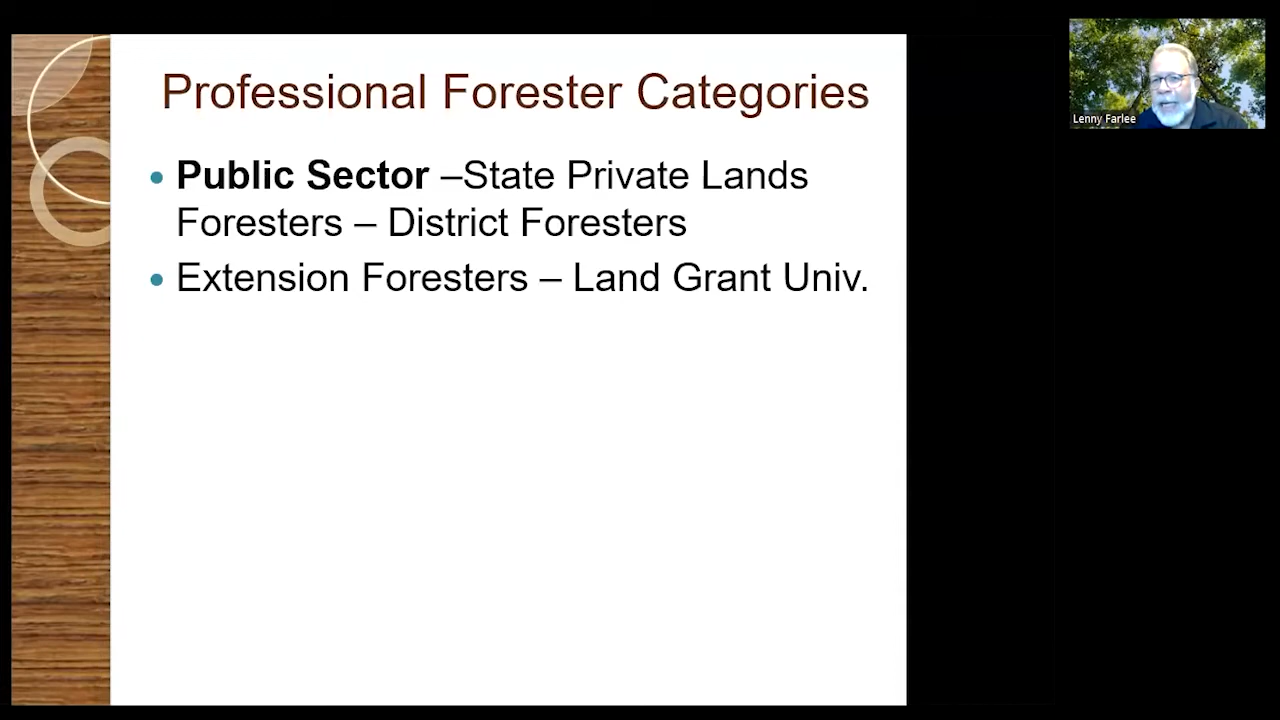 Professional Forester Categories
• Public Sector –State Private Lands
Foresters – District Foresters
• Extension Foresters – Land Grant Univ.
Lenny Farlee